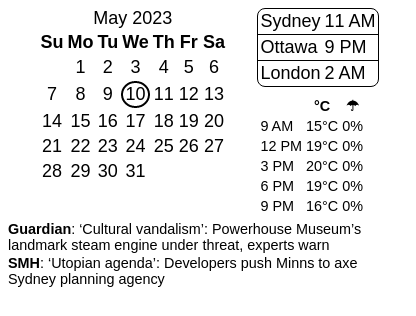 May 2023
Su Mo Tu We Th Fr Sa
1 2 3 4 5 6
7 8 9 10 11 12 13
14 15 16 17 18 19 20
21 22 23 24 25 26 27
28 29 30 31
Sydney 11 AM
Ottawa 9 PM
London 2 AM
°C ☂
9 AM 15°C 0%
12 PM 19°C 0%
3 PM 20°C 0%
6 PM 19°C 0%
9 PM 16°C 0%
Guardian: ‘Cultural vandalism’: Powerhouse Museum’s
landmark steam engine under threat, experts warn
SMH: ‘Utopian agenda’: Developers push Minns to axe
Sydney planning agency